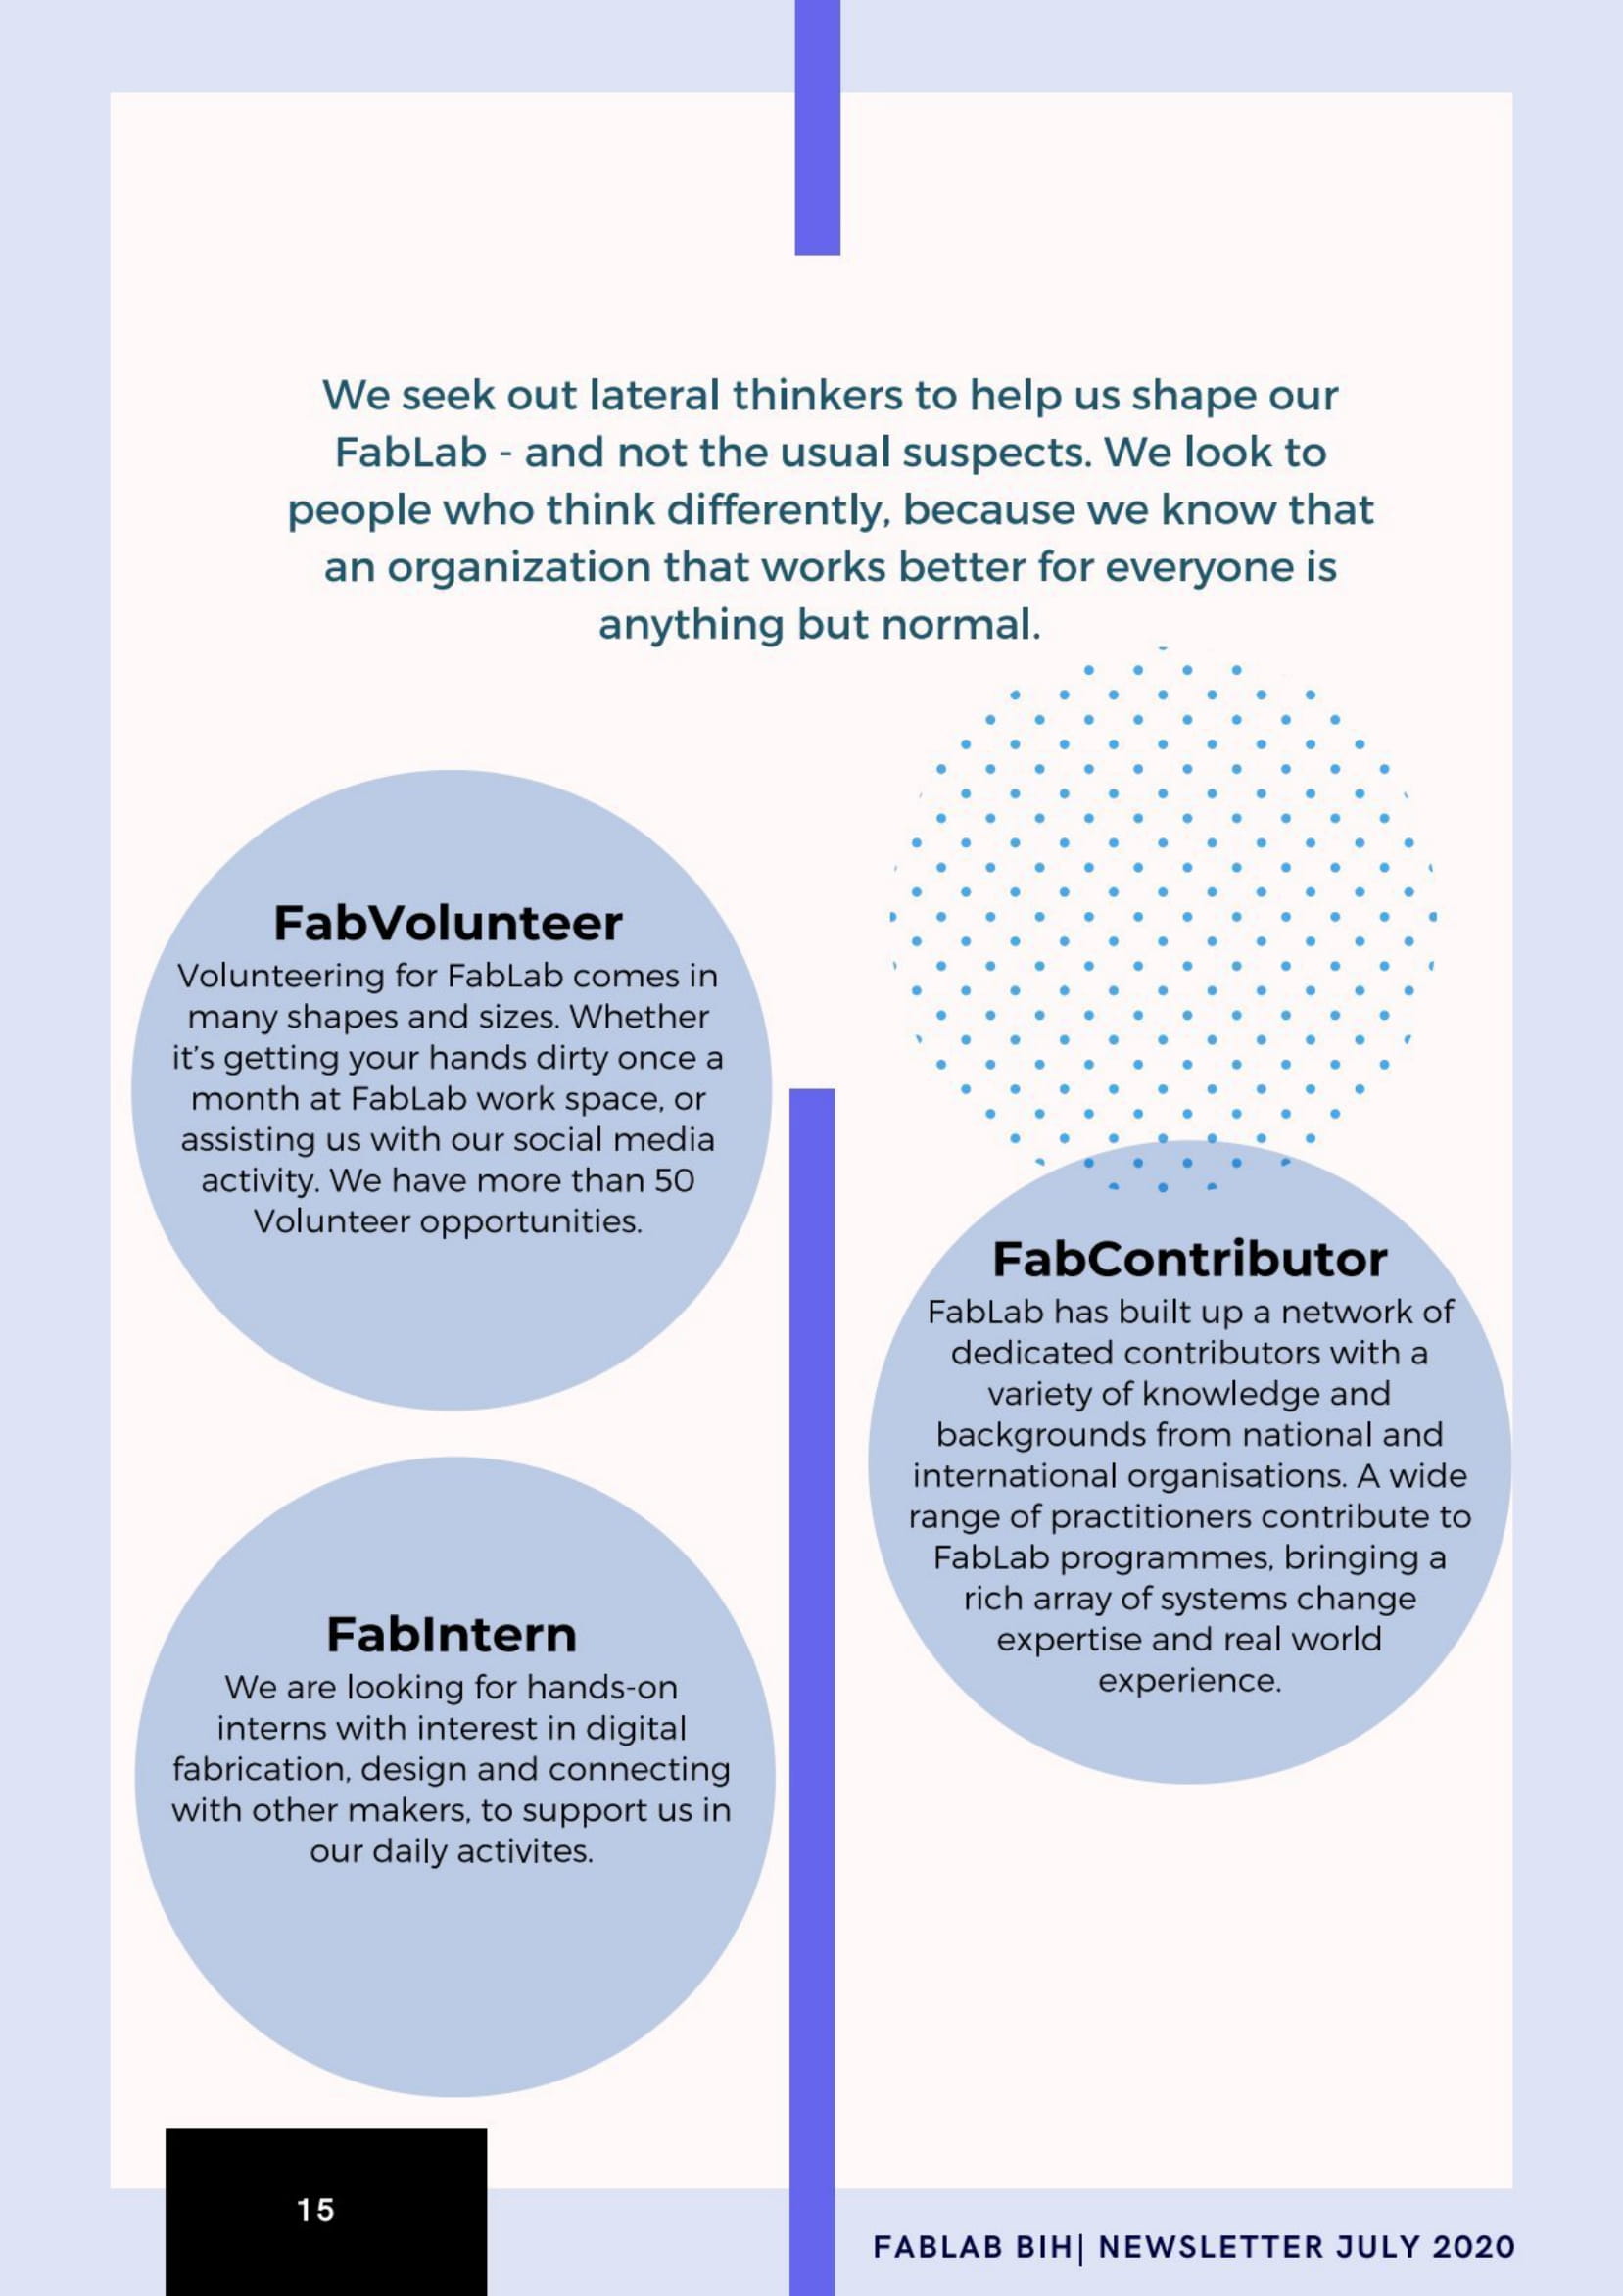 We seek out lateral thinkers to help us shape our
FabLab - and not the usual suspects. We look to
people who think differently, because we know that
an organization that works better for everyone is
anything but normal.
FabVolunteer
Volunteering for FabLab comes in
many shapes and sizes. Whether
it's getting your hands dirty once a
month at FabLab work space, or
assisting us with our social media
activity. We have more than 50
Volunteer opportunities.
FabContributor
FabLab has built up a network of
dedicated contributors with a
variety of knowledge and
backgrounds from national and
international organisations. A wide
range of practitioners contribute to
FabLab programmes, bringing a
rich array of systems change
expertise and real world
experience.
FabIntern
We are looking for hands-on
interns with interest in digital
fabrication, design and connecting
with other makers, to support us in
our daily activites.
15
FABLAB BIH| NEWSLETTER JULY 2020